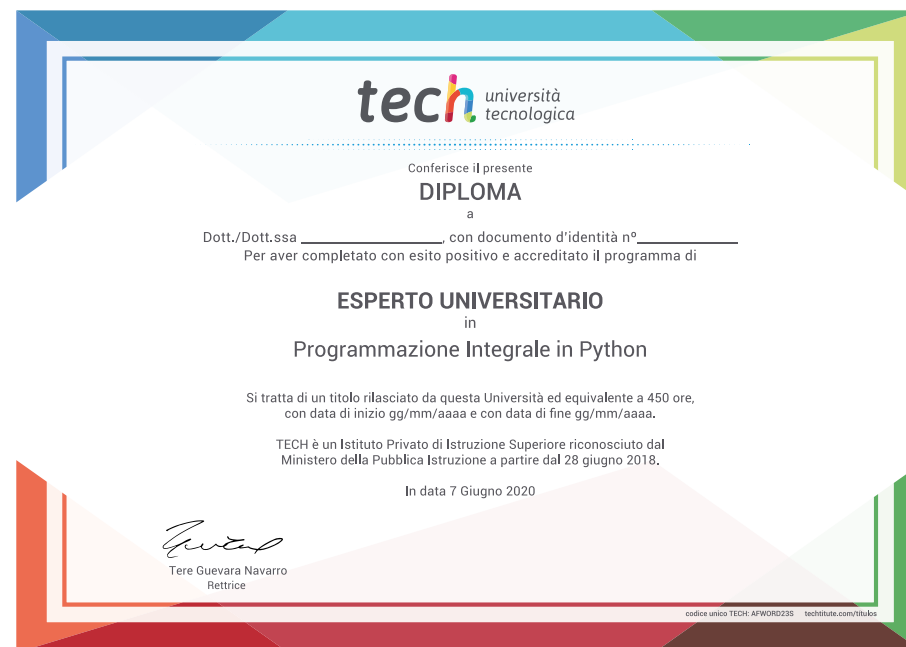 tech università
tecnologica
Conferisce il presente
DIPLOMA
a
Dott./Dott.ssa ________________, con documento d'identità nº____________
Per aver completato con esito positivo e accreditato il programma di
ESPERTO UNIVERSITARIO
in
Programmazione Integrale in Python
Si tratta di un titolo rilasciato da questa Università ed equivalente a 450 ore,
con data di inizio gg/mm/aaaa e con data di fine gg/mm/aaaa.
TECH è un Istituto Privato di Istruzione Superiore riconosciuto dal
Ministero della Pubblica Istruzione a partire dal 28 giugno 2018.
In data 7 Giugno 2020
Tere Guevara Navarro
Rettrice
codice unico TECH: AFWORD23S techtitute.com/titulos